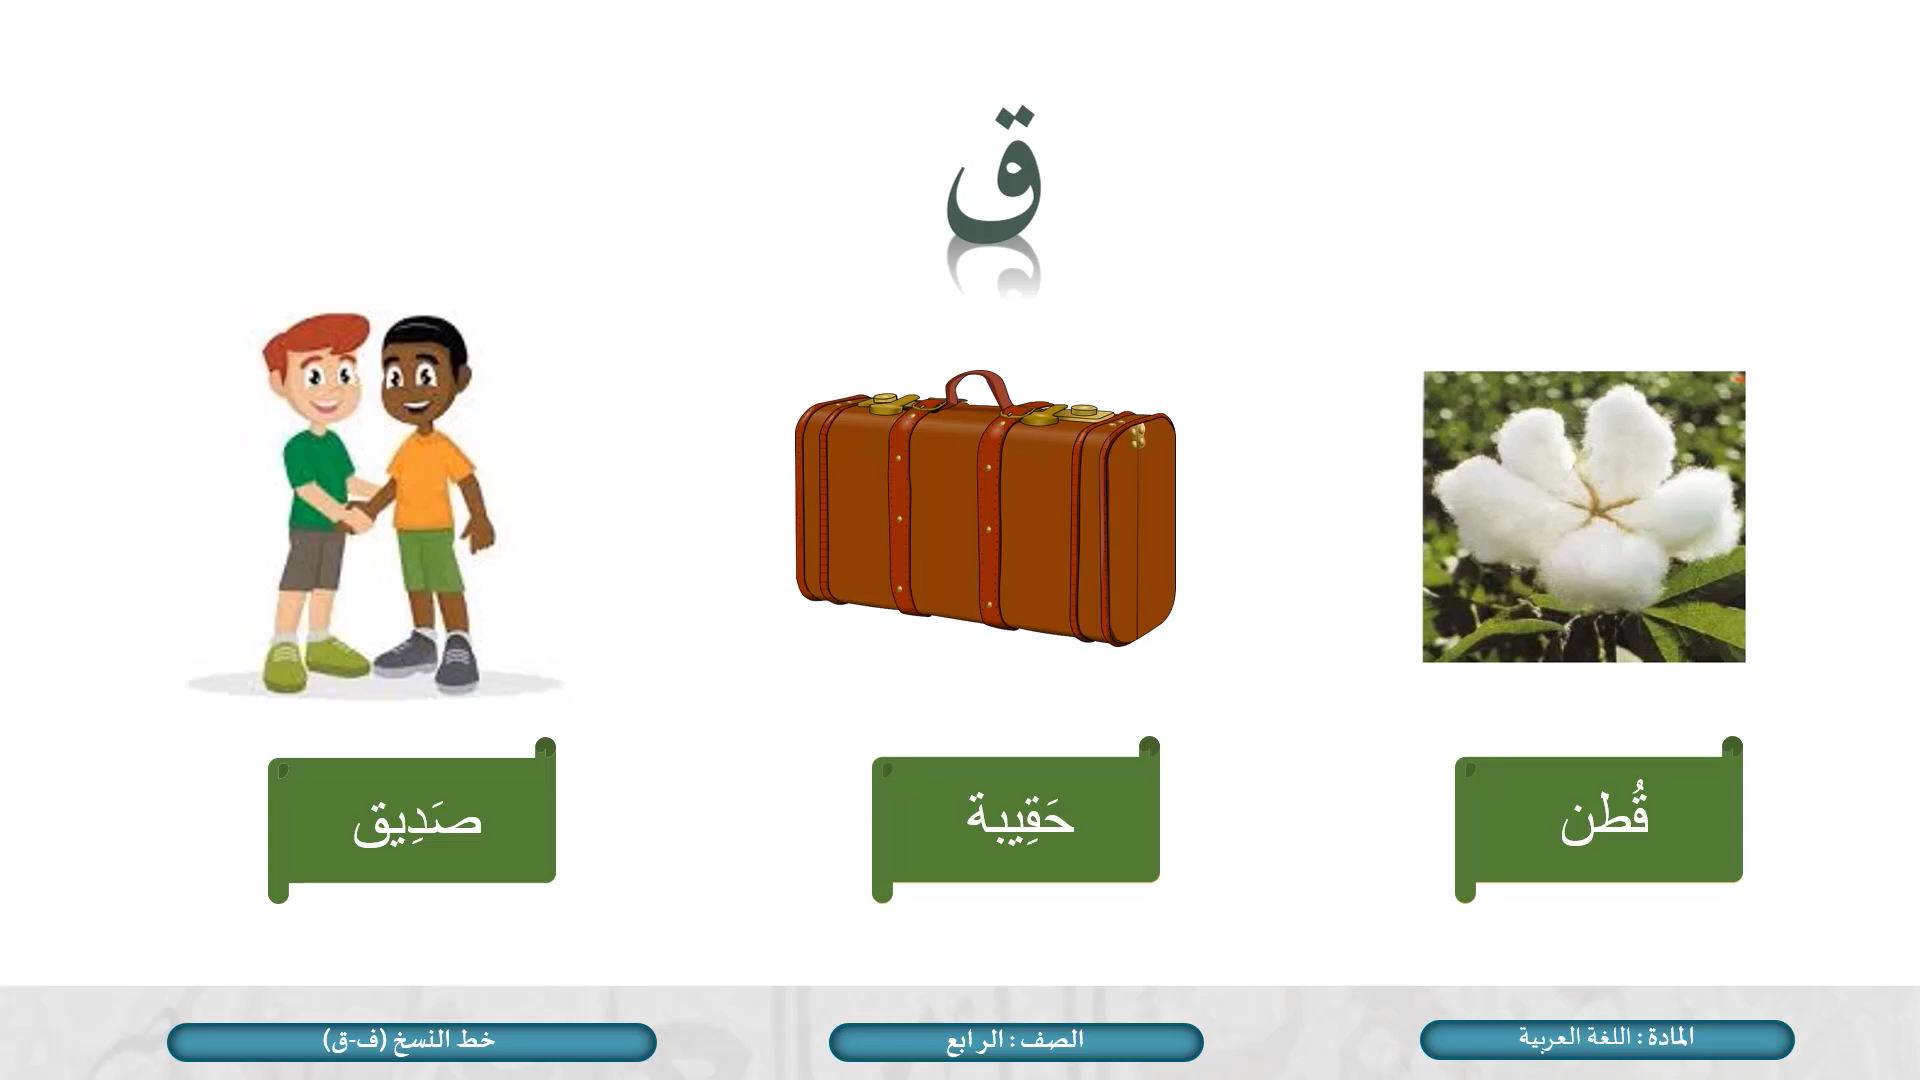 ق
قُطن
حَقِيبة
صَدِيق
المادة : اللغة العربية
الصف : الرابع
خط النسخ (ف-ق)